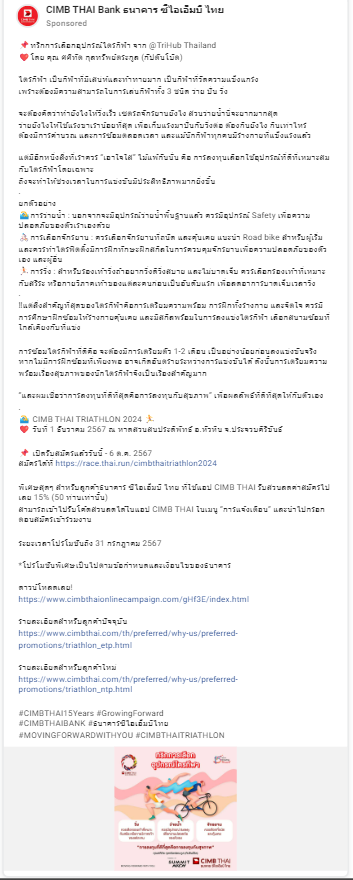 CIMB THAI Bank ธนาคาร ซีไอเอ็มบี ไทย
Sponsored
📌 ทริกการเลือกอุปกรณ์ไตรกีฬา จาก @TriHub Thailand
❤️ โดย คุณ คศิทัต กุลทรัพย์ตระกูล (กัปตันโบ้ต)
ไตรกีฬา เป็นกีฬาที่มีเสน่ห์และท้าทายมาก เป็นกีฬาที่วัดความแข็งแกร่ง
เพราะต้องมีความสามารถในการเล่นกีฬาทั้ง 3 ชนิด ว่าย ปั่น วิ่ง
จะต้องคิดว่าทำยังไงให้วิ่งเร็ว เซตรถจักรยานยังไง ส่วนว่ายน้ำนี่จะยากมากสุด
ว่ายยังไงให้ใช้แรงขาเราน้อยที่สุด เพื่อเก็บแรงมาปั่นกับวิ่งต่อ ต้องกินยังไง กินเท่าไหร่
ต้องมีการคำนวณ และการซ้อมตลอดเวลา และแม้นักกีฬาทุกคนมีร่างกายที่แข็งแรงแล้ว
แต่มีอีกหนึ่งสิ่งที่เราควร “เอาใจใส่” ไม่แพ้กันนั่น คือ การลงทุนเลือกใช้อุปกรณ์ที่ดีที่เหมาะสม
กับไตรกีฬาโดยเฉพาะ
ถึงจะทำให้ช่วงเวลาในการแข่งขันมีประสิทธิภาพมากยิ่งขึ้น
.
ยกตัวอย่าง
🏊 การว่ายน้ำ : นอกจากจะมีอุปกรณ์ว่ายน้ำพื้นฐานแล้ว ควรมีอุปกรณ์ Safety เพื่อความ
ปลอดภัยของตัวเราเองด้วย
🚴 การเลือกจักรยาน : ควรเลือกจักรยานที่ถนัด และคุ้นเคย แนะนำ Road bike สำหรับผู้เริ่ม
และควรทำไตรฟิตติ้งมีการฝึกทักษะฝึกสติในการควบคุมจักรยานเพื่อความปลอดภัยของตัว
เอง และผู้อื่น
🏃 การวิ่ง : สำหรับรองเท้าวิ่งถ้าอยากวิ่งดีวิ่งสบาย และไม่บาดเจ็บ ควรเลือกรองเท้าที่เหมาะ
กับสรีระ หรือกายวิภาคเท้าของแต่ละคนก่อนเป็นอันดับแรก เพื่อลดอาการบาดเจ็บเวลาวิ่ง
.
!!แต่สิ่งสำคัญที่สุดของไตรกีฬาคือการเตรียมความพร้อม การฝึกทั้งร่างกาย และจิตใจ ควรมี
การศึกษาฝึกซ้อมให้ร่างกายคุ้นเคย และมีสติพร้อมในการลงแข่งไตรกีฬา เลือกสนามซ้อมที่
ใกล้เคียงกับที่แข่ง
การซ้อมไตรกีฬาที่ดีคือ จะต้องมีการเตรียมตัว 1-2 เดือน เป็นอย่างน้อยก่อนลงแข่งขันจริง
หากไม่มีการฝึกซ้อมที่เพียงพอ อาจเกิดอันตรายระหว่างการแข่งขันได้ ดังนั้นการเตรียมความ
พร้อมเรื่องสุขภาพของนักไตรกีฬาจึงเป็นเรื่องสำคัญมาก
“และผมเชื่อว่าการลงทุนที่ดีที่สุดคือการลงทุนกับสุขภาพ” เพื่อผลลัพธ์ที่ดีที่สุดให้กับตัวเอง
.
🏊 CIMB THAI TRIATHLON 2024 🏃
❤️ วันที่ 1 ธันวาคม 2567 ณ หาดสวนสนประดิพัทธ์ อ.หัวหิน จ.ประจวบคีรีขันธ์
📌 เปิดรับสมัครแล้ววันนี้ - 6 ต.ค. 2567
สมัครได้ที่ https://race.thai.run/cimbthaitriathlon2024
พิเศษสุดๆ สำหรับลูกค้าธนาคาร ซีไอเอ็มบี ไทย ที่ใช้แอป CIMB THAI รับส่วนลดค่าสมัครไป
เลย 15% (50 ท่านเท่านั้น)
สามารถเข้าไปรับโค้ดส่วนลดได้ในแอป CIMB THAI ในเมนู “การแจ้งเตือน” และนำไปกรอก
ตอนสมัครเข้าร่วมงาน
ระยะเวลาโปรโมชันถึง 31 กรกฎาคม 2567
*โปรโมชันพิเศษเป็นไปตามข้อกำหนดและเงื่อนไขของธนาคาร
ดาวน์โหลดเลย!
https://www.cimbthaionlinecampaign.com/gHf3E/index.html
รายละเอียดสำหรับลูกค้าปัจจุบัน
https://www.cimbthai.com/th/preferred/why-us/preferred-
promotions/triathlon_etp.html
รายละเอียดสำหรับลูกค้าใหม่
https://www.cimbthai.com/th/preferred/why-us/preferred-
promotions/triathlon_ntp.html
#CIMBTHAI15Years #GrowingForward
#CIMBTHAIBANK #ธนาคารซีไอเอ็มบีไทย
#MOVINGFORWARDWITHYOU #CIMBTHAITRIATHLON
ทริกการเลือก
อุปกรณ์ไตรกีฬา
วิ่ง
ว่ายน้ำ
จักรยาน
"การลงทุนที่ดีที่สุดคือการลงทุนกับสุขภาพ"
SUMMIT
CIMB THAI